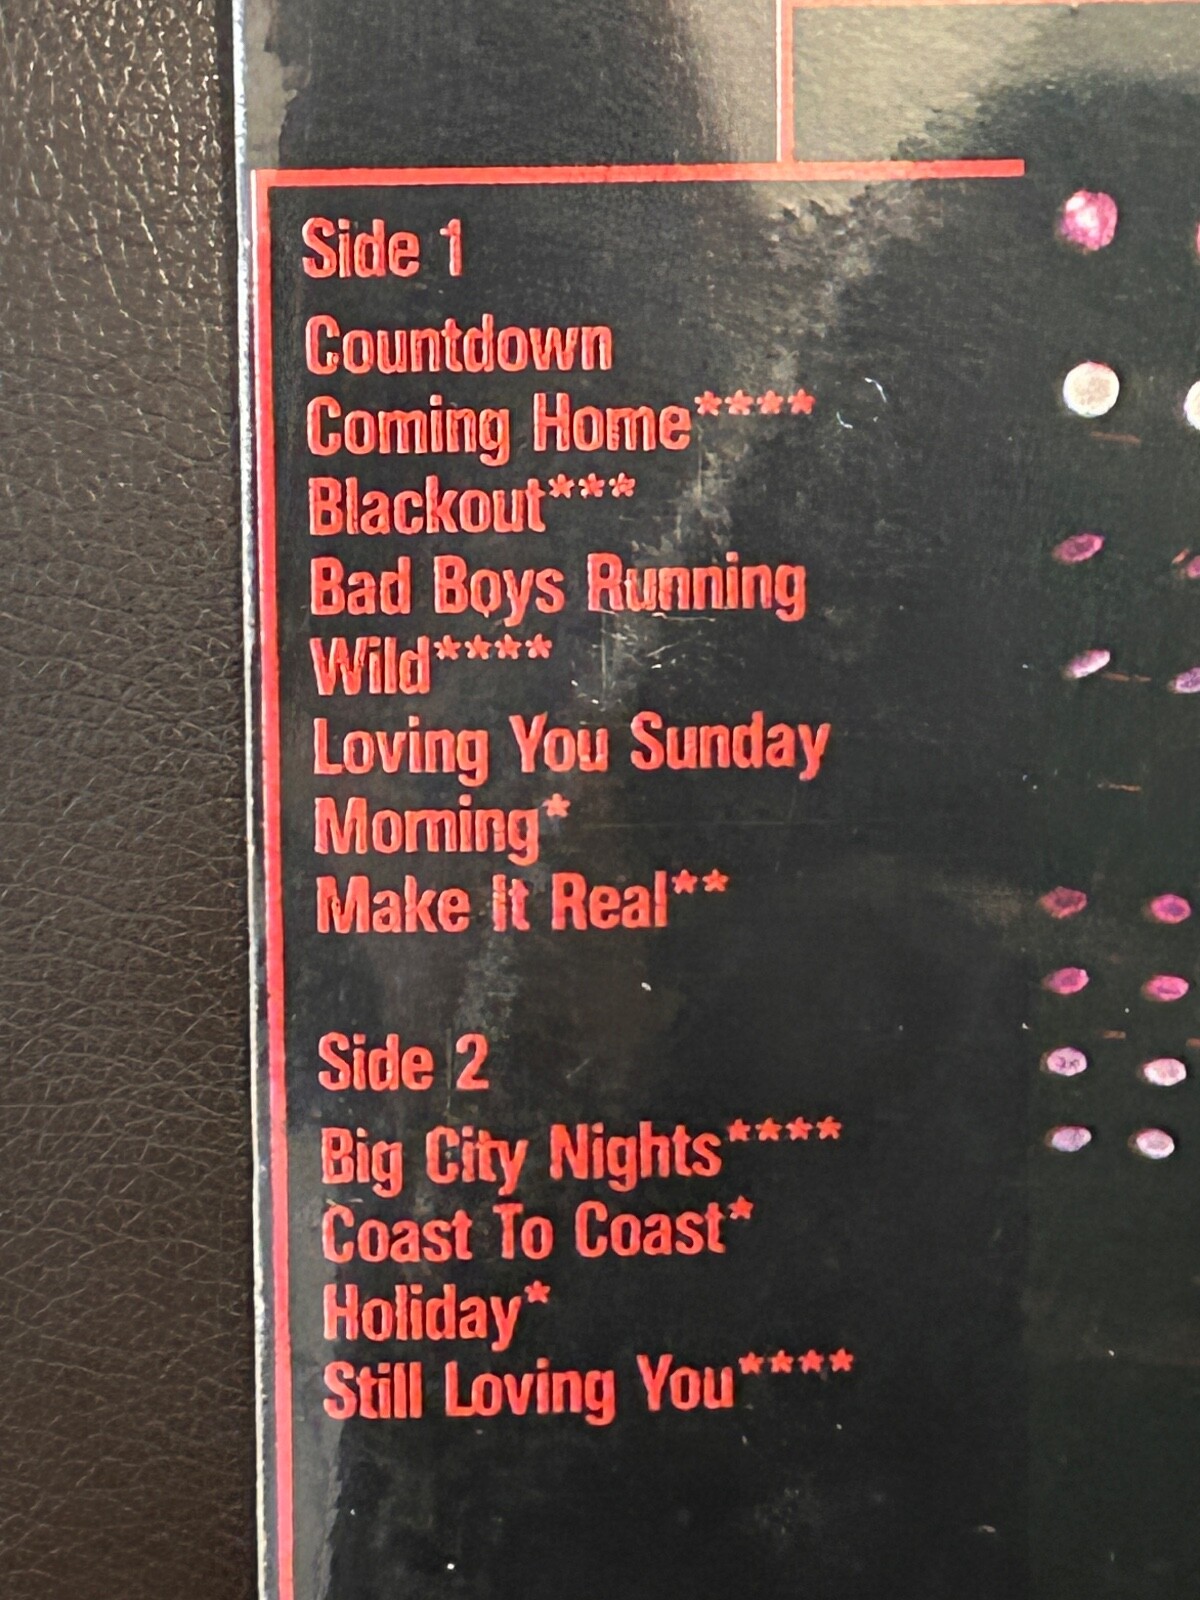 Side 1
Countdown
Coming Home****
Blackout***
Bad Boys Running
Wild****
Loving You Sunday
Morning*
Make It Real**
Side 2
Big City Nights****
Coast To Coast*
Holiday*
Still Loving You****